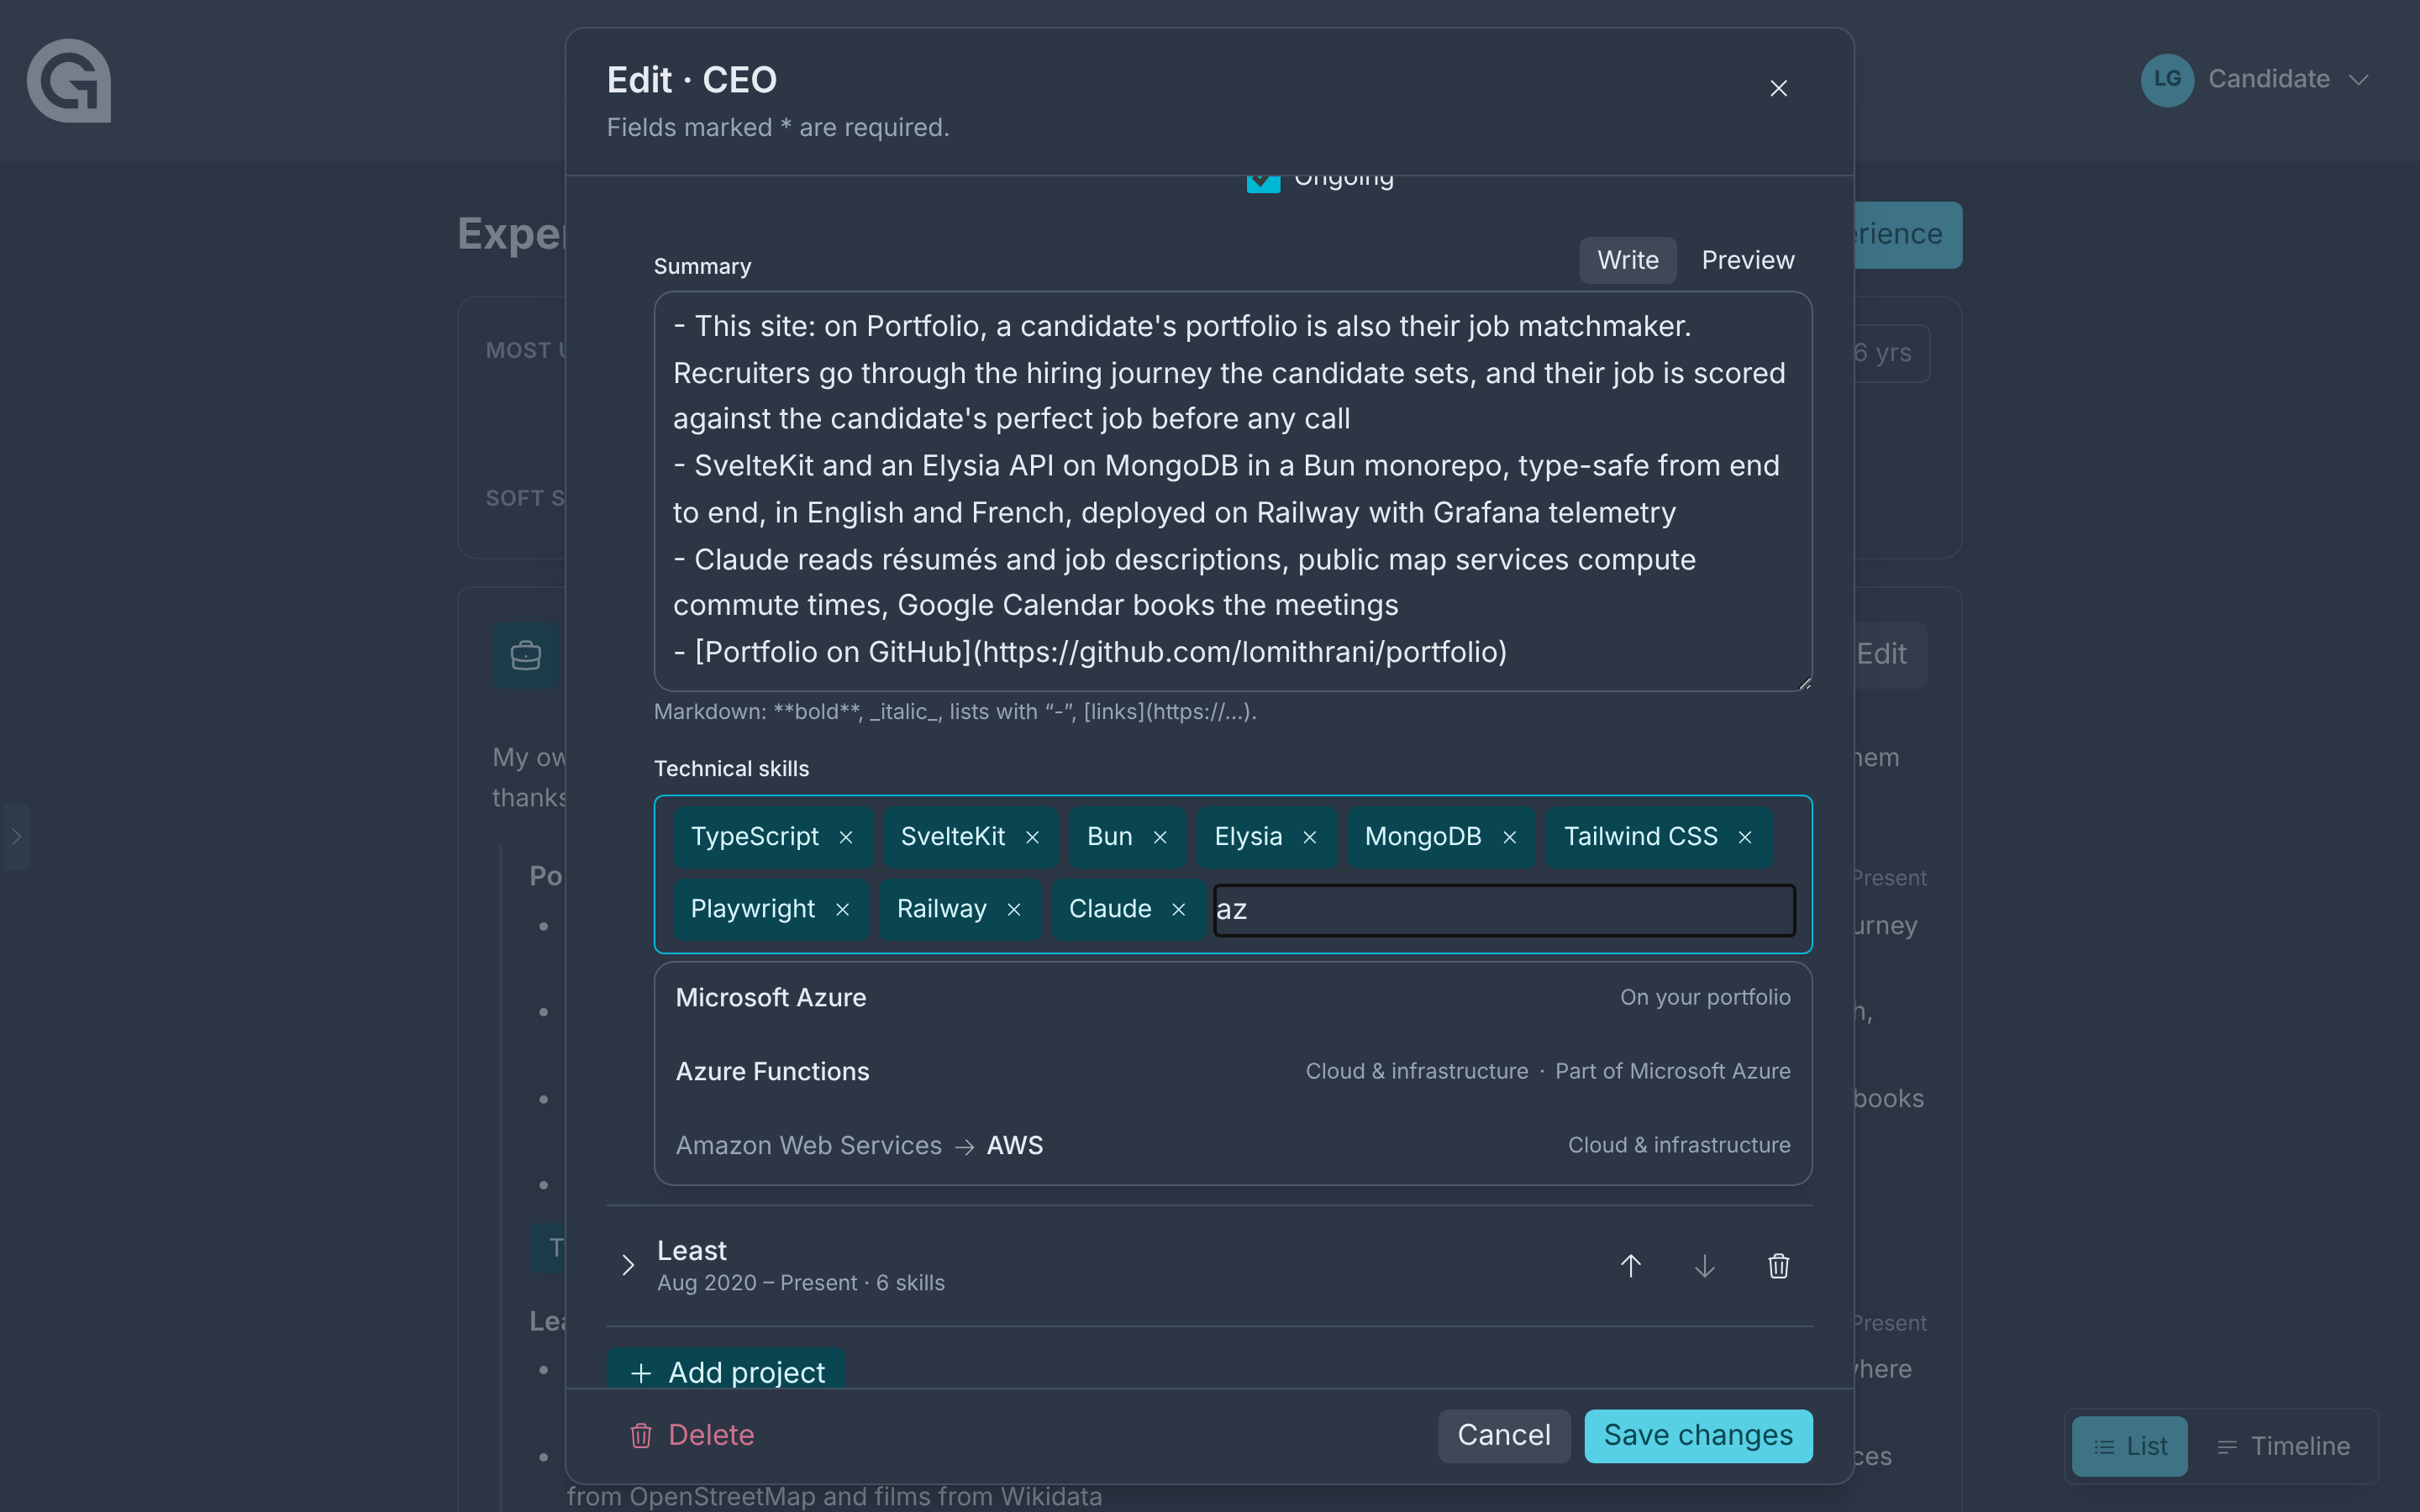 LG Candidate
Edit · CEO
Fields marked * are required.
Ongoing
Exper
erience
Summary
Write Preview
MOST U
6 yrs
- This site: on Portfolio, a candidate's portfolio is also their job matchmaker.
Recruiters go through the hiring journey the candidate sets, and their job is scored
against the candidate's perfect job before any call
- SvelteKit and an Elysia API on MongoDB in a Bun monorepo, type-safe from end
to end, in English and French, deployed on Railway with Grafana telemetry
- Claude reads résumés and job descriptions, public map services compute
commute times, Google Calendar books the meetings
- [Portfolio on GitHub](https://github.com/lomithrani/portfolio)
SOFT S
Edit
Markdown: **bold**, _italic_, lists with “-”, [links](https://...).
My ow
hem
thanks
Technical skills
TypeScript SvelteKit Bun Elysia MongoDB Tailwind CSS
Playwright Railway Claude az
Po
Present
urney
Microsoft Azure On your portfolio
n,
Azure Functions Cloud & infrastructure · Part of Microsoft Azure
books
Amazon Web Services → AWS Cloud & infrastructure
T
Least
Aug 2020 – Present · 6 skills
Lea
Present
where
+ Add project
Delete Cancel Save changes
ces
List Timeline
from OpenStreetMap and films from Wikidata